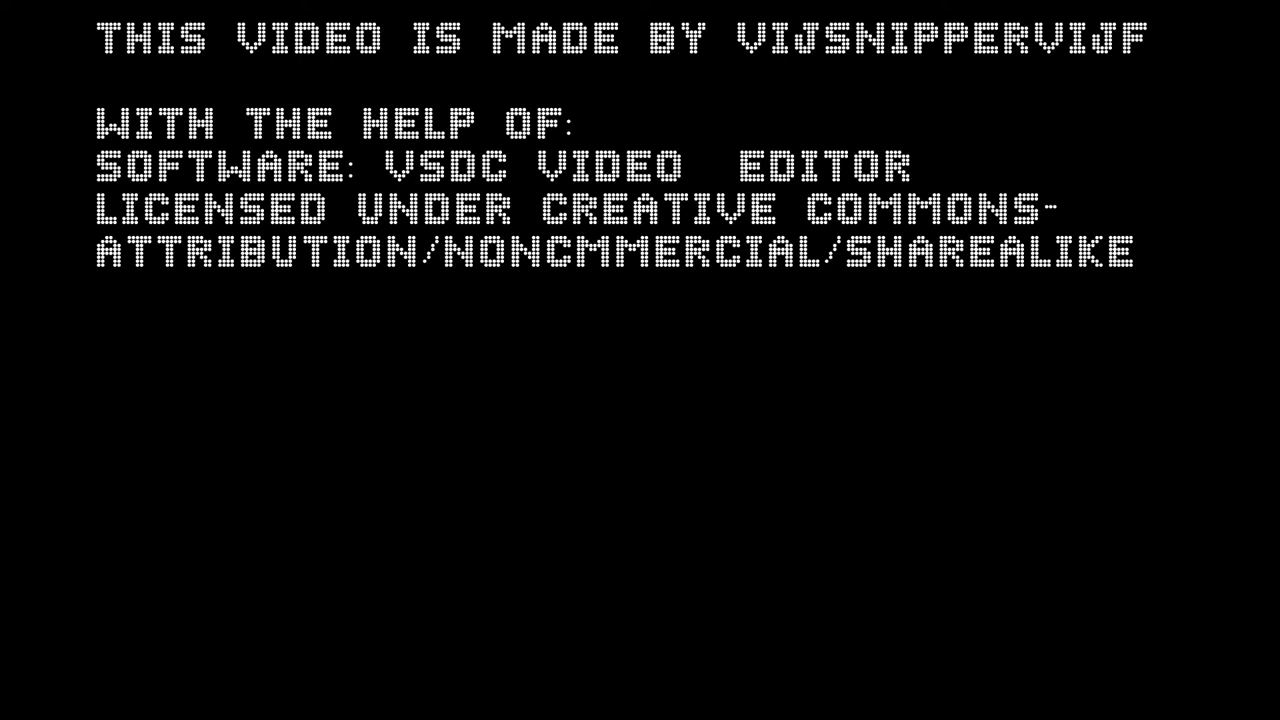 THIS VIDEO IS MADE BY VIJSNIPPERVIJF
WITH THE HELP OF:
SOFTWARE: VSDC VIDEO  EDITOR
LICENSED UNDER CREATIVE COMMONS-
ATTRIBUTION/NONCMMERCIAL/SHAREALIKE